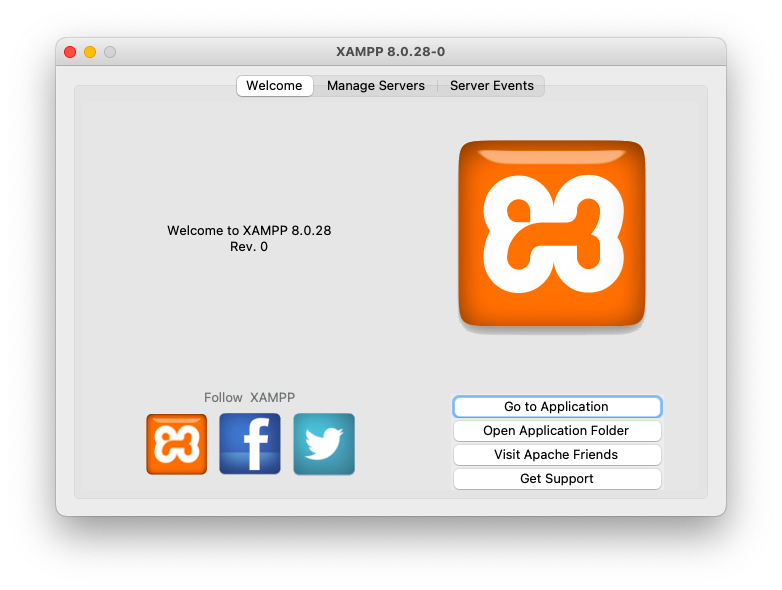 XAMPP 8.0.28-0
Welcome
Manage Servers
Server Events
Welcome to XAMPP 8.0.28
Rev. 0
Follow  XAMPP
Go to Application
Open Application Folder
Visit Apache Friends
Get Support